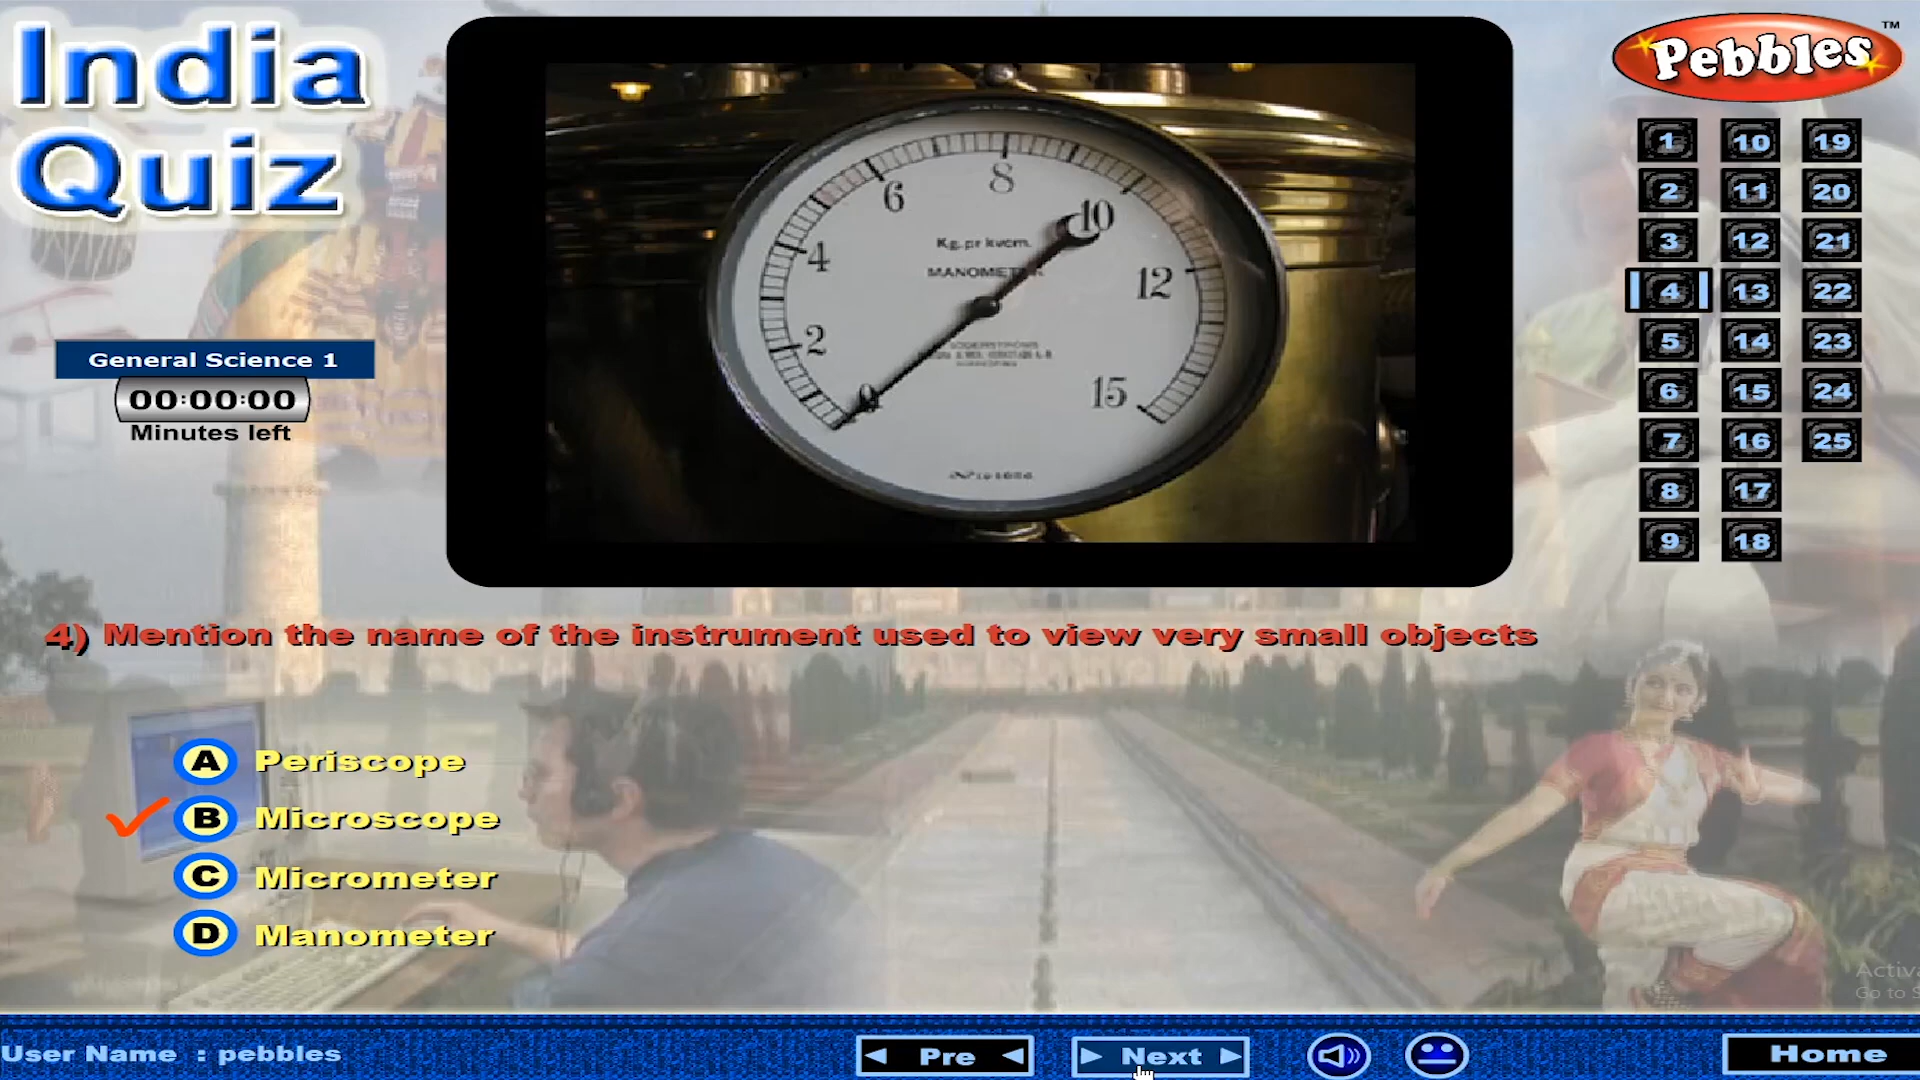 India
Quiz
Pebbles
TM
General Science 1
00:00:00
Minutes left
0
2
4
6
8
10
12
15
Kg. pr kvcm.
MANOMETER
1 10 19
2 11 20
3 12 21
4 13 22
5 14 23
6 15 24
7 16 25
8 17
9 18
4) Mention the name of the instrument used to view very small objects
A Periscope
B Microscope
C Micrometer
D Manometer
User Name : pebbles
Pre
Next
Home